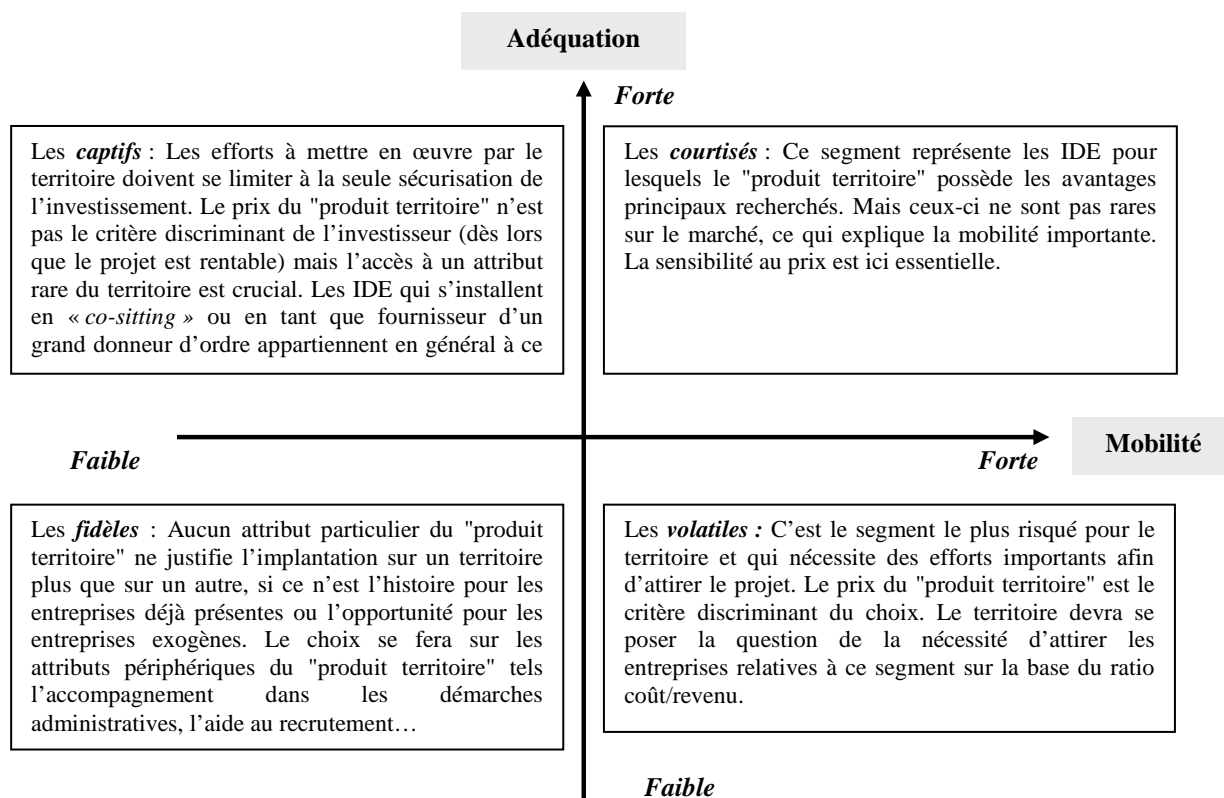 Adéquation
Forte
Les captifs : Les efforts à mettre en œuvre par le
territoire doivent se limiter à la seule sécurisation de
l’investissement. Le prix du "produit territoire" n’est
pas le critère discriminant de l’investisseur (dès lors
que le projet est rentable) mais l’accès à un attribut
rare du territoire est crucial. Les IDE qui s’installent
en « co-sitting » ou en tant que fournisseur d’un
grand donneur d’ordre appartiennent en général à ce
Les courtisés : Ce segment représente les IDE pour
lesquels le "produit territoire" possède les avantages
principaux recherchés. Mais ceux-ci ne sont pas rares
sur le marché, ce qui explique la mobilité importante.
La sensibilité au prix est ici essentielle.
Faible
Forte
Mobilité
Les fidèles : Aucun attribut particulier du "produit
territoire" ne justifie l’implantation sur un territoire
plus que sur un autre, si ce n’est l’histoire pour les
entreprises déjà présentes ou l’opportunité pour les
entreprises exogènes. Le choix se fera sur les
attributs périphériques du "produit territoire" tels
l’accompagnement dans les démarches
administratives, l’aide au recrutement…
Les volatiles : C’est le segment le plus risqué pour le
territoire et qui nécessite des efforts importants afin
d’attirer le projet. Le prix du "produit territoire" est le
critère discriminant du choix. Le territoire devra se
poser la question de la nécessité d’attirer les
entreprises relatives à ce segment sur la base du ratio
coût/revenu.
Faible